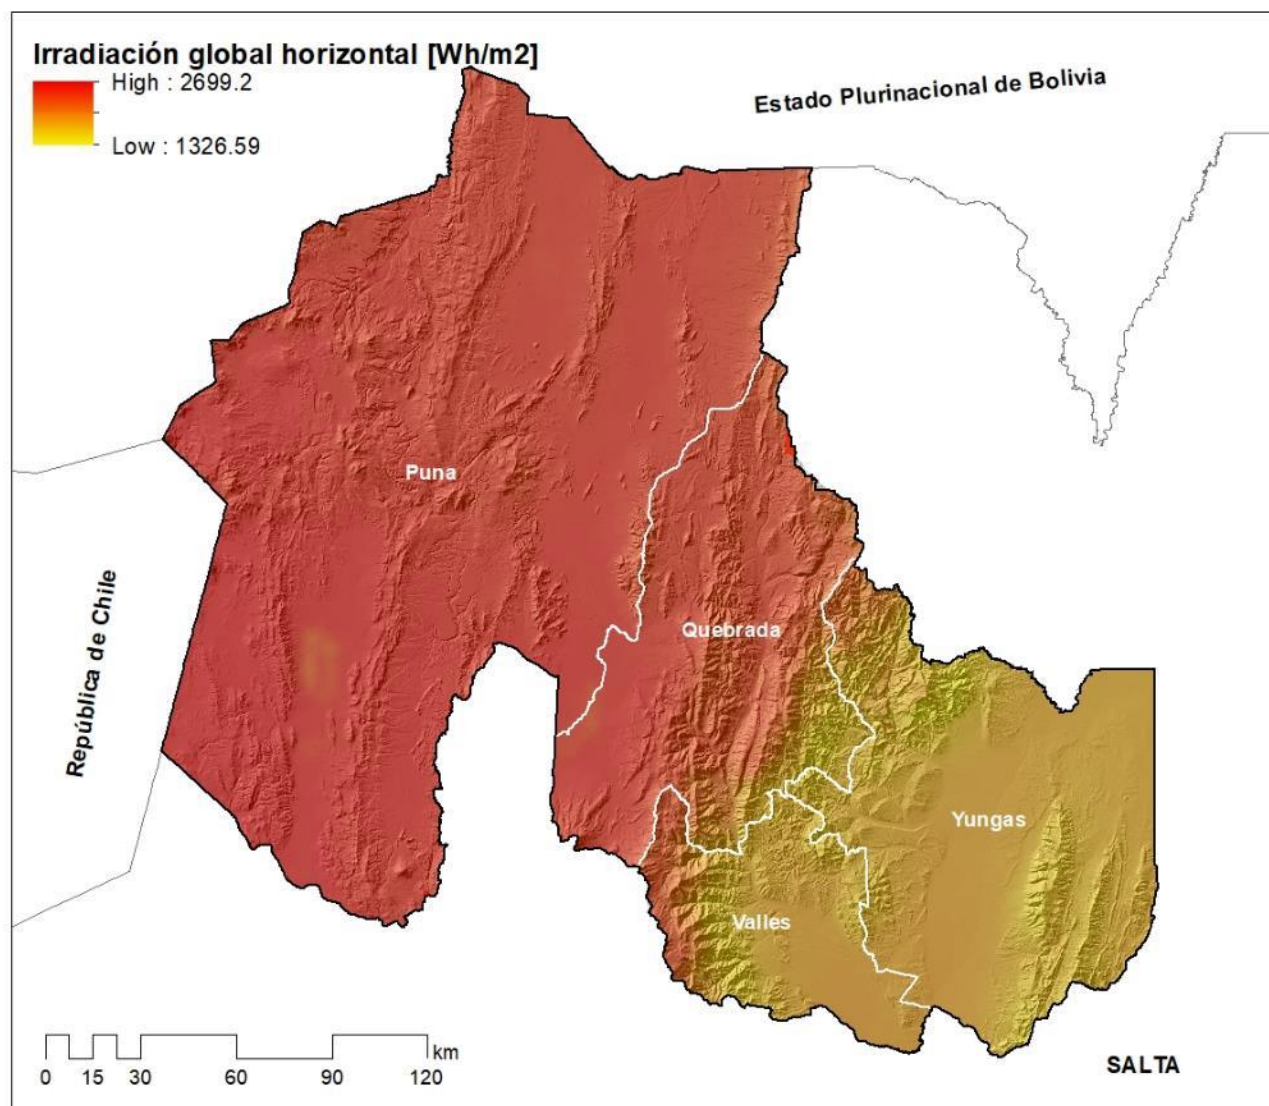 Irradiación global horizontal [Wh/m2]
High : 2699.2
Low : 1326.59
Estado Plurinacional de Bolivia
Puna
República de Chile
Quebrada
Yungas
Valles
km
0 15 30 60 90 120
SALTA